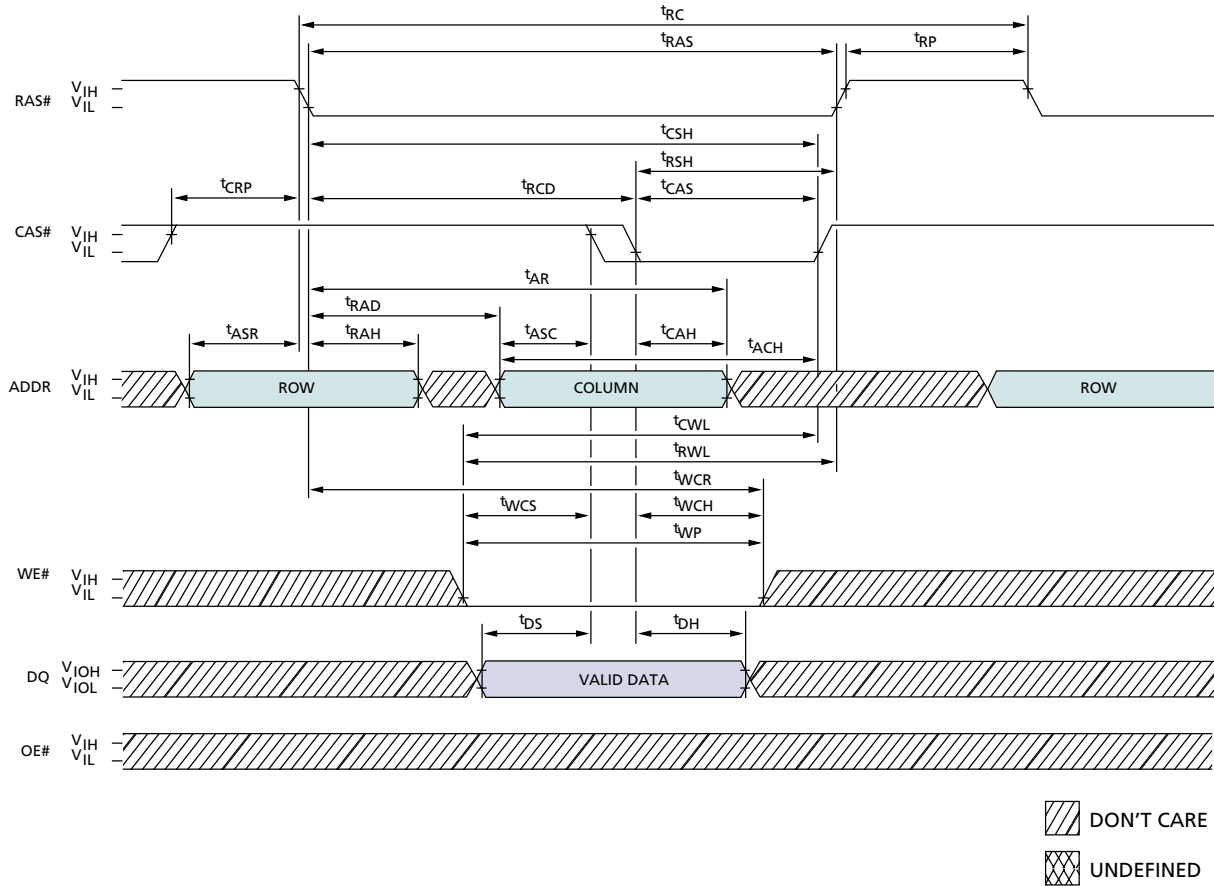 tRC
tRAS
tRP
RAS# VIH
VIL
tCSH
tRSH
tCRP
tRCD
tCAS
CAS# VIH
VIL
tAR
tRAD
tASR
tRAH
tASC
tCAH
tACH
ADDR VIH
VIL
ROW
COLUMN
ROW
tCWL
tRWL
tWCR
tWCS
tWCH
tWP
WE# VIH
VIL
tDS
tDH
DQ VIOH
VIOL
VALID DATA
OE# VIH
VIL
DON'T CARE
UNDEFINED